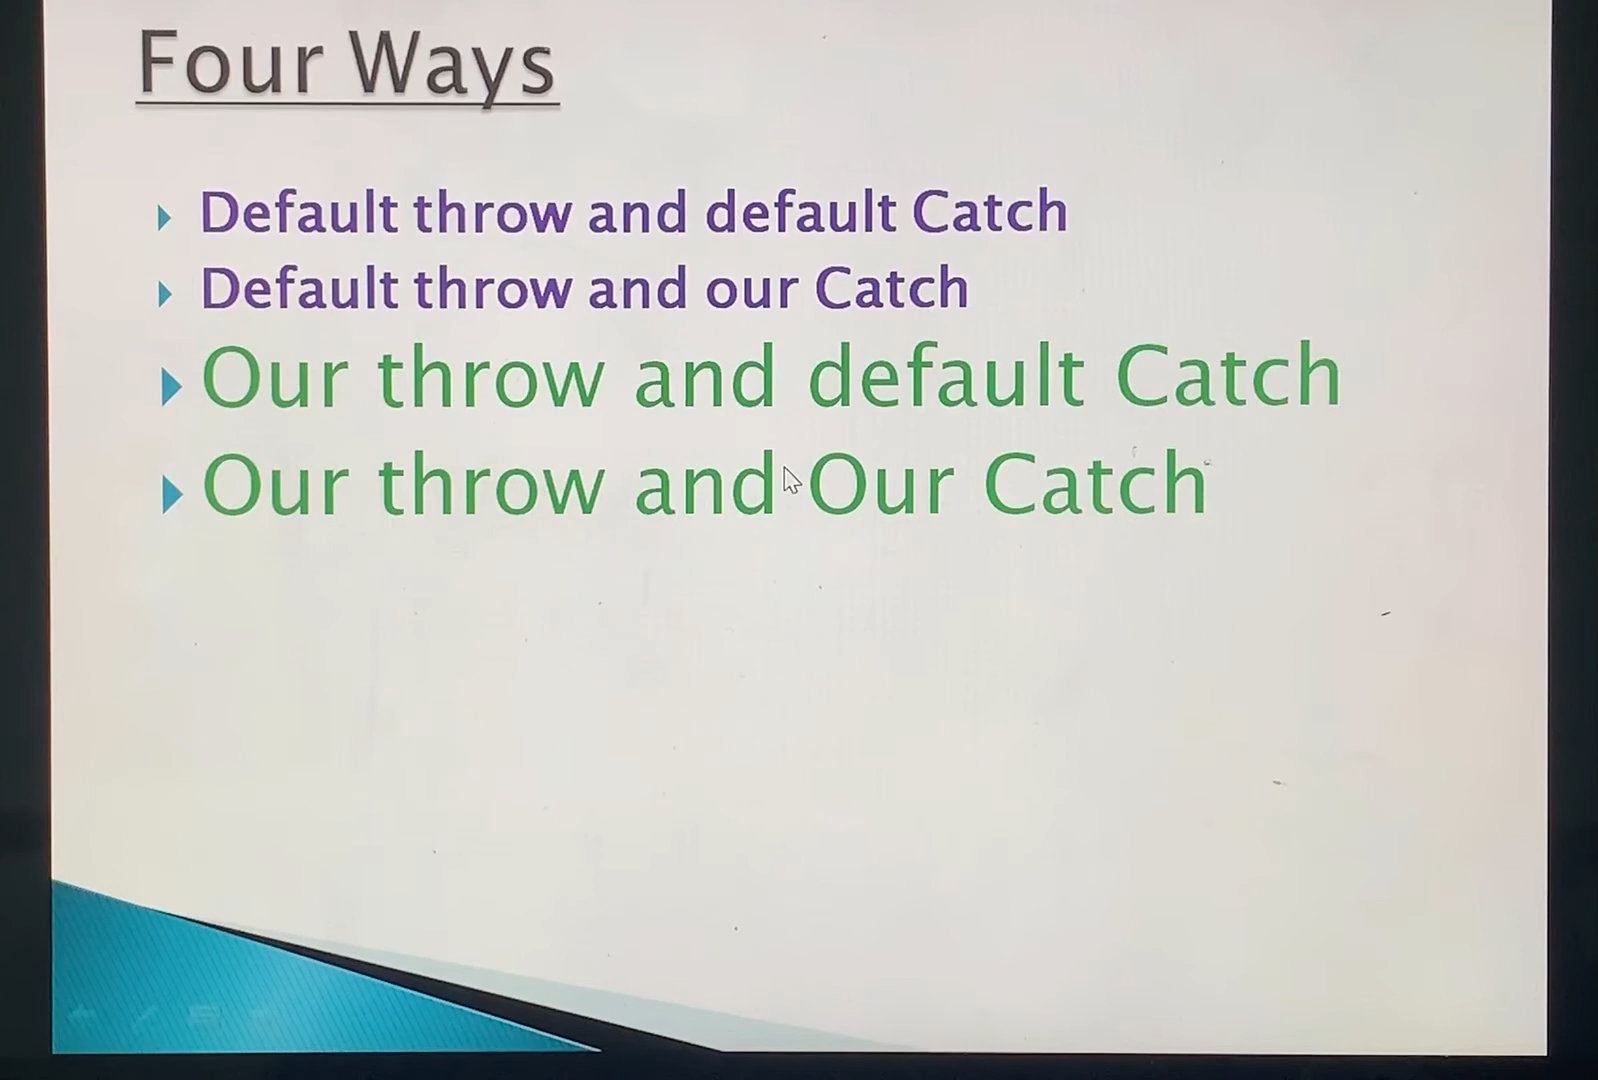 Four Ways
Default throw and default Catch
Default throw and our Catch
Our throw and default Catch
Our throw and Our Catch